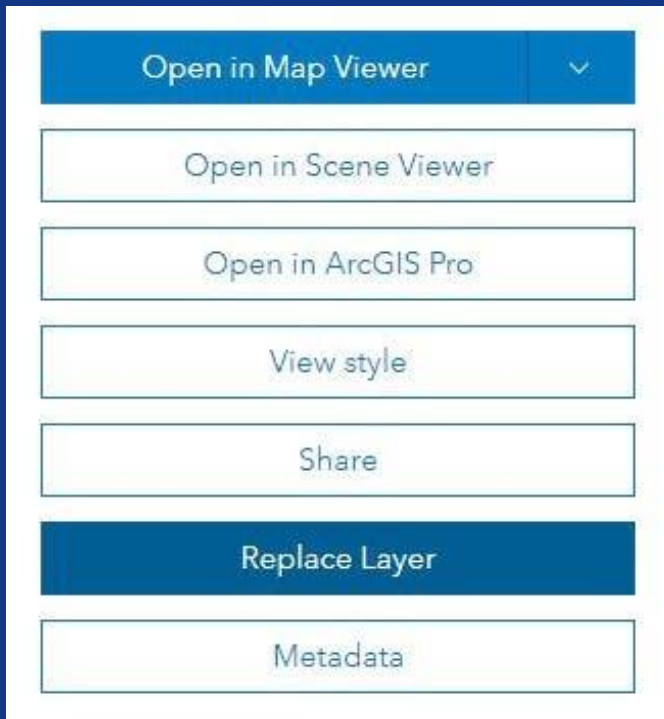 Open in Map Viewer
Open in Scene Viewer
Open in ArcGIS Pro
View style
Share
Replace Layer
Metadata